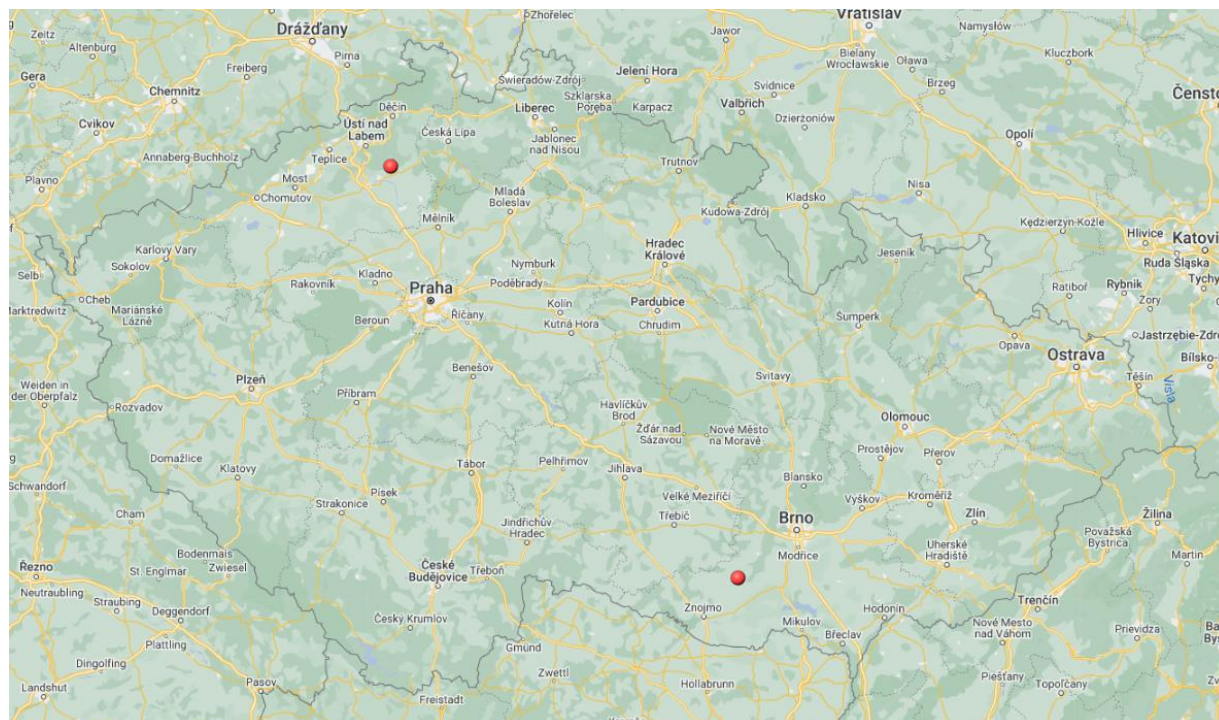 Zhořelec
Vratislav
Drážďany
Namysłów
Zeitz
Altenburg
Jawor
Pirna
Bielany
Wrocławskie
Oława
Kluczbork
Gera
Freiberg
Świeradów-Zdrój
Jelení Hora
Svidnice
Brzeg
Chemnitz
Szklarska
Poręba
Karpacz
Valbřich
Děčín
Liberec
Dzierżoniów
Cvikov
Ústí nad
Labem
Česká Lípa
Jablonec
nad Nisou
Opolí
Annaberg-Buchholz
Teplice
Trutnov
Plavno
Most
Chomutov
Mladá
Boleslav
Kladsko
Nisa
Mělník
Kudowa-Zdrój
Kędzierzyn-Koźle
Hlivice
Karlovy Vary
Hradec
Králové
Jeseník
Ruda Śląska
Sokolov
Selb
Kladno
Nymburk
Rakovník
Praha
Poděbrady
Tychy
Ratiboř
Rybnik
Cheb
Kolín
Pardubice
Zory
Mariánské
Lázně
Říčany
Beroun
Kutná Hora
Chrudim
Šumperk
Opava
Ostrava
Těšín
Visla
Benešov
Svitavy
Weiden in
der Oberpfalz
Plzeň
Příbram
Rozvadov
Havlíčkův
Brod
Olomouc
Žďár nad
Sázavou
Nové Město
na Moravě
Domažlice
Klatovy
Tábor
Pelhřimov
Jihlava
Prostějov
Přerov
Blansko
Schwandorf
Písek
Strakonice
Velké Meziříčí
Vyškov
Kroměříž
Cham
Třebíč
Brno
Zlín
Žilina
Jindřichův
Hradec
Považská
Bystrica
Bodenmais
Zwiesel
Modřice
Uherské
Hradiště
Martin
Řezno
St. Englmar
České
Budějovice
Třeboň
Neutraubling
Straubing
Deggendorf
Trenčín
Znojmo
Hodonín
Český Krumlov
Mikulov
Nové Mesto
nad Váhom
Prievidza
Plattling
Břeclav
Gmünd
Dingolfing
Zwettl
Piešťany
Topoľčany
Landshut
Pasov
Hollabrunn
Freistadt